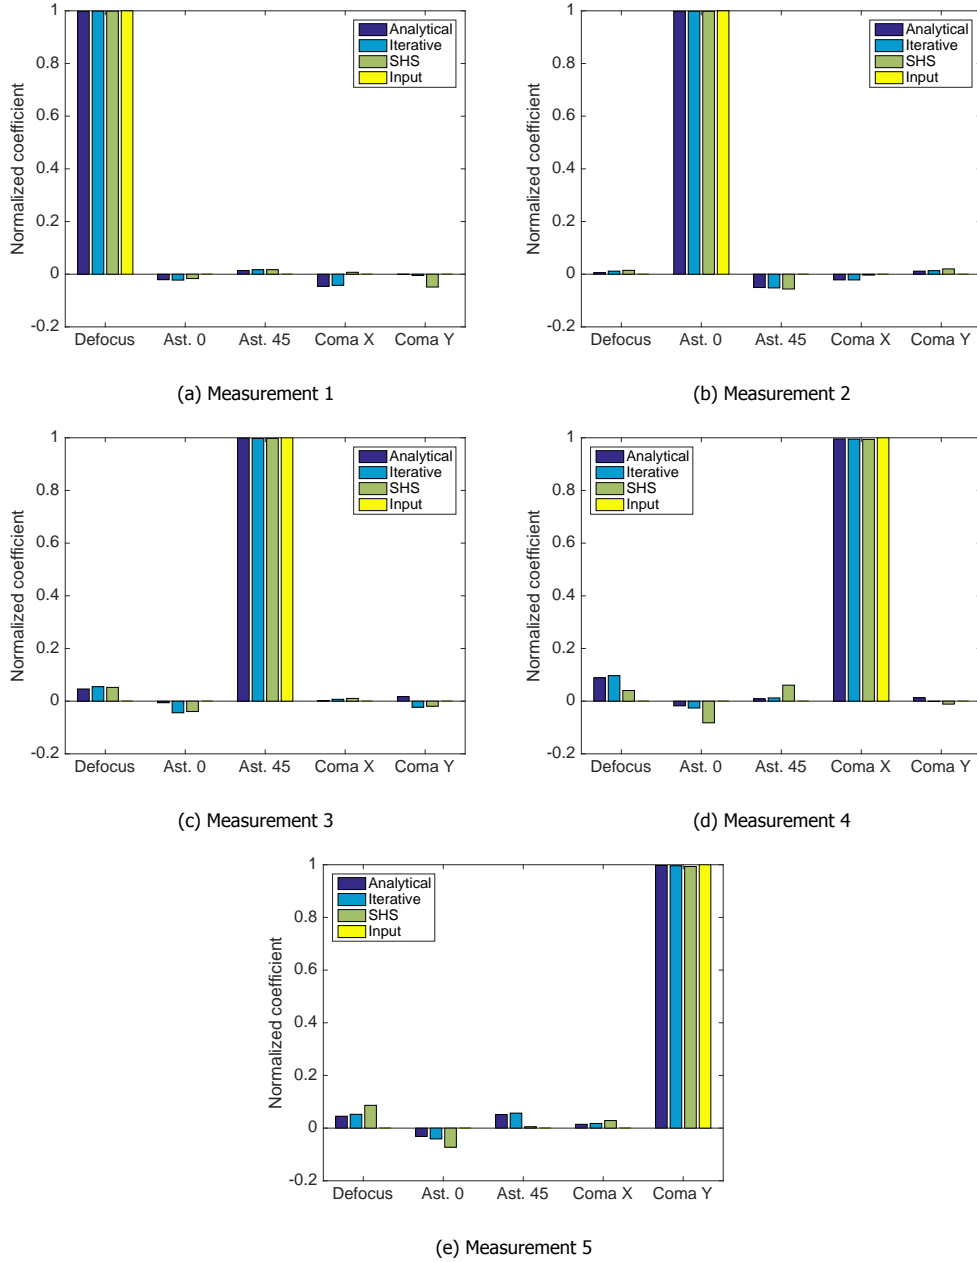 1
0.8
0.6
0.4
0.2
0
-0.2
Normalized coefficient
Analytical
Iterative
SHS
Input
Defocus Ast. 0 Ast. 45 Coma X Coma Y
(a) Measurement 1
1
0.8
0.6
0.4
0.2
0
-0.2
Normalized coefficient
Analytical
Iterative
SHS
Input
Defocus Ast. 0 Ast. 45 Coma X Coma Y
(b) Measurement 2
1
0.8
0.6
0.4
0.2
0
-0.2
Normalized coefficient
Analytical
Iterative
SHS
Input
Defocus Ast. 0 Ast. 45 Coma X Coma Y
(c) Measurement 3
1
0.8
0.6
0.4
0.2
0
-0.2
Normalized coefficient
Analytical
Iterative
SHS
Input
Defocus Ast. 0 Ast. 45 Coma X Coma Y
(d) Measurement 4
1
0.8
0.6
0.4
0.2
0
-0.2
Normalized coefficient
Analytical
Iterative
SHS
Input
Defocus Ast. 0 Ast. 45 Coma X Coma Y
(e) Measurement 5